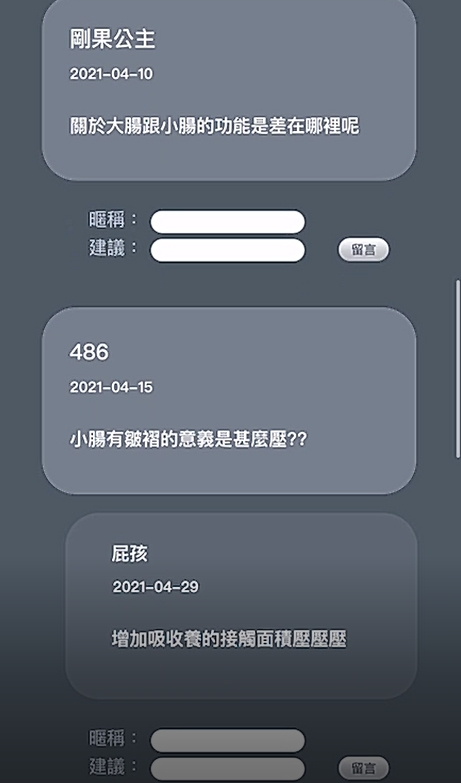 剛果公主
2021-04-10
關於大腸跟小腸的功能是差在哪裡呢
暱稱：
建議：
留言
486
2021-04-15
小腸有皺褶的意義是甚麼壓??
屁孩
2021-04-29
增加吸收養的接觸面積壓壓壓
暱稱：
建議：
留言